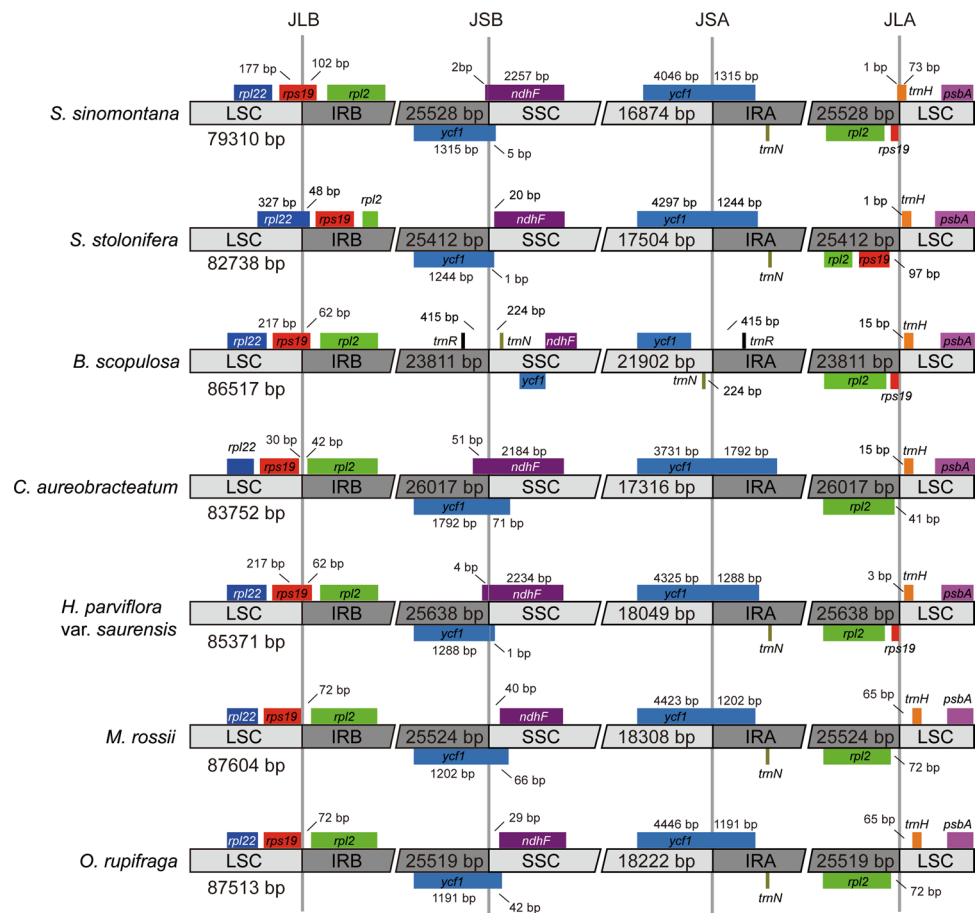 JLB JSB JSA JLA
177 bp 102 bp 2bp 2257 bp 4046 bp 1315 bp 1 bp 73 bp
rpl22 rps19 rpl2 ndhF ycf1 trnH psbA
S. sinomontana LSC IRB 25528 bp SSC 16874 bp IRA 25528 bp LSC
79310 bp ycf1 trnN rpl2 rps19
1315 bp 5 bp
327 bp 48 bp rpl2 20 bp 4297 bp 1244 bp 1 bp trnH
rpl22 rps19 ndhF ycf1 psbA
S. stolonifera LSC IRB 25412 bp SSC 17504 bp IRA 25412 bp LSC
82738 bp ycf1 trnN rpl2 rps19
1244 bp 1 bp 97 bp
217 bp 62 bp 415 bp 224 bp 415 bp 15 bp trnH
rpl22 rps19 rpl2 trnR trnN ndhF ycf1 trnR psbA
B. scopulosa LSC IRB 23811 bp SSC 21902 bp IRA 23811 bp LSC
86517 bp ycf1 trnN 224 bp rpl2 rps19
rpl22 30 bp 42 bp 51 bp 2184 bp 3731 bp 1792 bp 15 bp trnH
rps19 rpl2 ndhF ycf1 psbA
C. aureobracteatum LSC IRB 26017 bp SSC 17316 bp IRA 26017 bp LSC
83752 bp ycf1 rpl2 41 bp
1792 bp 71 bp
217 bp 62 bp 4 bp 2234 bp 4325 bp 1288 bp 3 bp trnH
rpl22 rps19 rpl2 ndhF ycf1 psbA
H. parviflora LSC IRB 25638 bp SSC 18049 bp IRA 25638 bp LSC
var. saurensis
85371 bp ycf1 trnN rpl2 rps19
1288 bp 1 bp
72 bp 40 bp 4423 bp 1202 bp 65 bp trnH psbA
rpl22 rps19 rpl2 ndhF ycf1
M. rossii LSC IRB 25524 bp SSC 18308 bp IRA 25524 bp LSC
87604 bp ycf1 trnN rpl2 72 bp
1202 bp 66 bp
72 bp 29 bp 4446 bp 1191 bp 65 bp trnH psbA
rpl22 rps19 rpl2 ndhF ycf1
O. rupifraga LSC IRB 25519 bp SSC 18222 bp IRA 25519 bp LSC
87513 bp ycf1 trnN rpl2 72 bp
1191 bp 42 bp